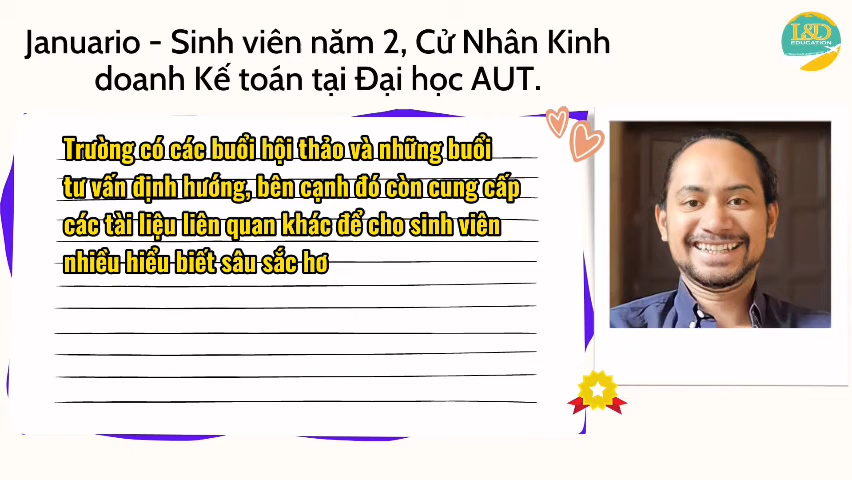 Januario - Sinh viên năm 2, Cử Nhân Kinh
doanh Kế toán tại Đại học AUT.
L&D
EDUCATION
Trường có các buổi hội thảo và những buổi
tư vấn định hướng, bên cạnh đó còn cung cấp
các tài liệu liên quan khác để cho sinh viên
nhiều hiểu biết sâu sắc hơ